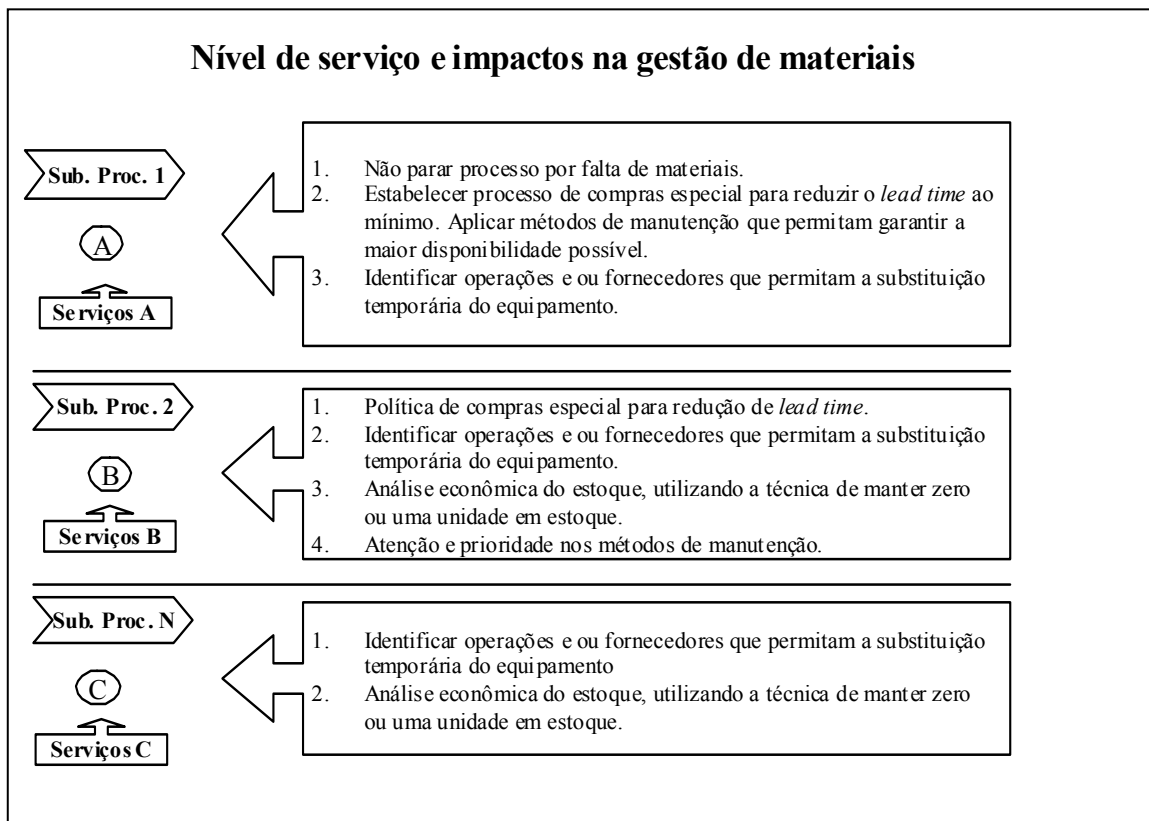 Nível de serviço e impactos na gestão de materiais
Sub. Proc. 1
A
Serviços A
1. Não parar processo por falta de materiais.
2. Estabelecer processo de compras especial para reduzir o lead time ao
mínimo. Aplicar métodos de manutenção que permitam garantir a
maior disponibilidade possível.
3. Identificar operações e ou fornecedores que permitam a substituição
temporária do equipamento.
Sub. Proc. 2
B
Serviços B
1. Política de compras especial para redução de lead time.
2. Identificar operações e ou fornecedores que permitam a substituição
temporária do equipamento.
3. Análise econômica do estoque, utilizando a técnica de manter zero
ou uma unidade em estoque.
4. Atenção e prioridade nos métodos de manutenção.
Sub. Proc. N
C
Serviços C
1. Identificar operações e ou fornecedores que permitam a substituição
temporária do equipamento
2. Análise econômica do estoque, utilizando a técnica de manter zero
ou uma unidade em estoque.